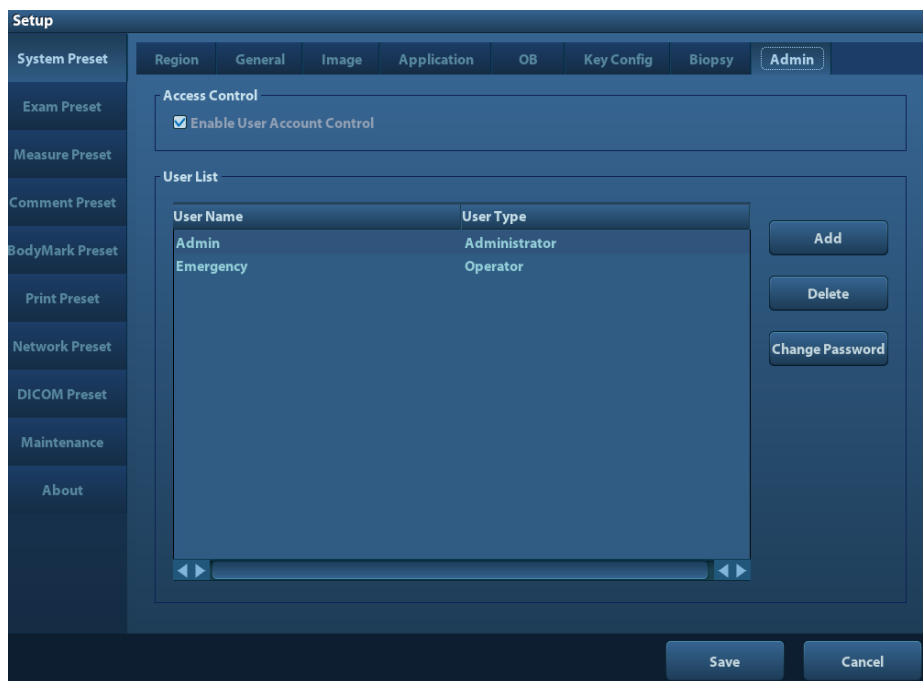 Setup
System Preset
Exam Preset
Measure Preset
Comment Preset
BodyMark Preset
Print Preset
Network Preset
DICOM Preset
Maintenance
About
Region General Image Application OB Key Config Biopsy Admin
Access Control
Enable User Account Control
User List
User Name User Type
Admin Administrator
Emergency Operator
Add
Delete
Change Password
Save Cancel